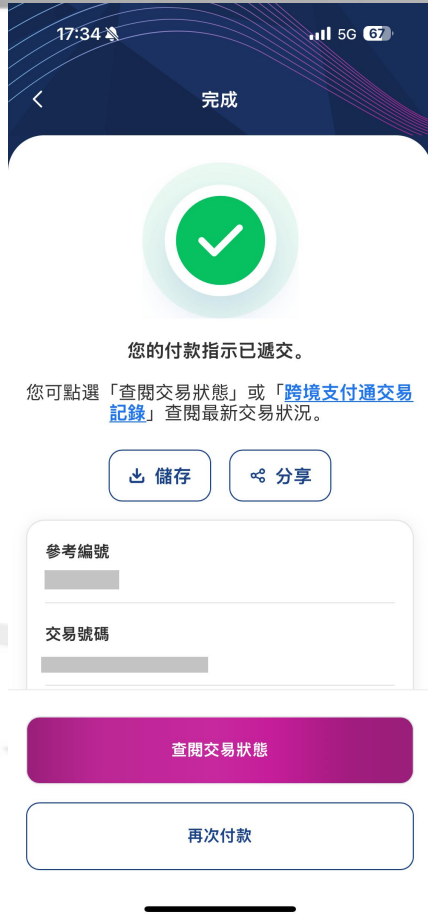 17:34
5G 67
完成
您的付款指示已遞交。
您可點選「查閱交易狀態」或「跨境支付通交易
記錄」查閱最新交易狀況。
儲存
分享
參考編號
交易號碼
查閱交易狀態
再次付款